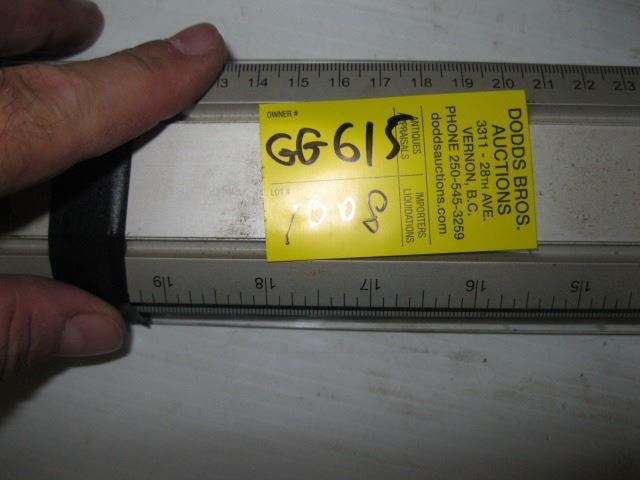 13 14 15 16 17 18 19 20 21 22 23
OWNER #
GG615
LOT #
1008
DODDS BROS.
AUCTIONS
3311 - 28TH AVE.
VERNON, B.C.
PHONE 250-545-3259
doddsauctions.com
ANTIQUES
IMPORTERS
LIQUIDATIONS
19 18 17 16 15